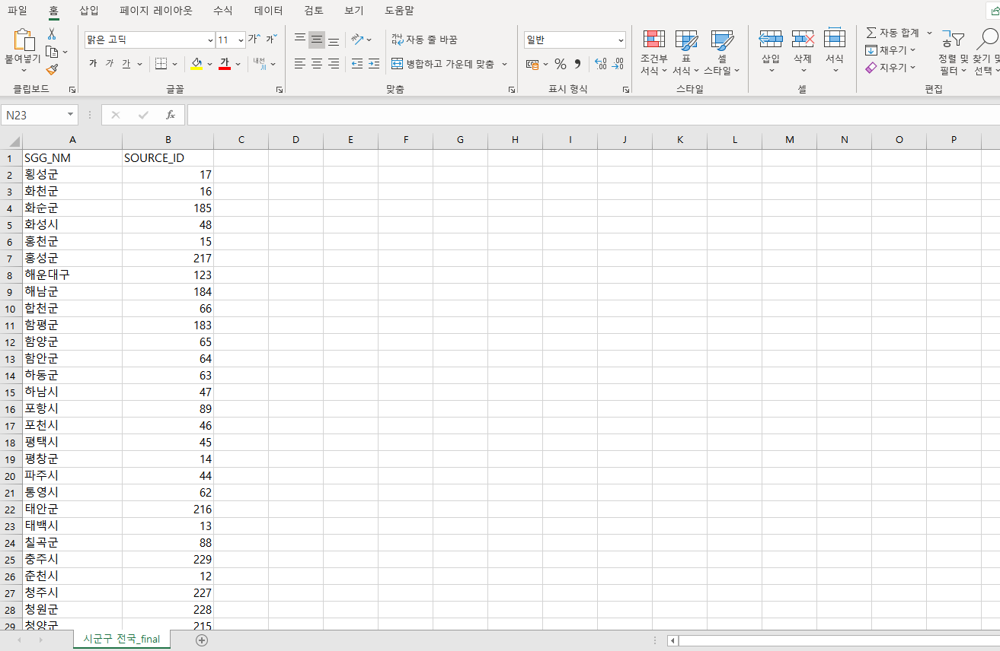 파일 홈 삽입 페이지 레이아웃 수식 데이터 검토 보기 도움말
맑은 고딕 11 가 가 자동 줄 바꿈 일반
붙여넣기 가 가 가 가 내천 병합하고 가운데 맞춤 % 조건부 서식 표 서식 셀 스타일 삽입 삭제 서식 자동 합계 채우기 지우기 정렬 및 필터 찾기 및 선택
클립보드 글꼴 맞춤 표시 형식 스타일 셀 편집
N23 fx
A B C D E F G H I J K L M N O P
1 SGG_NM SOURCE_ID
2 횡성군 17
3 화천군 16
4 화순군 185
5 화성시 48
6 홍천군 15
7 홍성군 217
8 해운대구 123
9 해남군 184
10 합천군 66
11 함평군 183
12 함양군 65
13 함안군 64
14 하동군 63
15 하남시 47
16 포항시 89
17 포천시 46
18 평택시 45
19 평창군 14
20 파주시 44
21 통영시 62
22 태안군 216
23 태백시 13
24 칠곡군 88
25 충주시 229
26 춘천시 12
27 청주시 227
28 청원군 228
29 청양군 215
시군구 전국_final